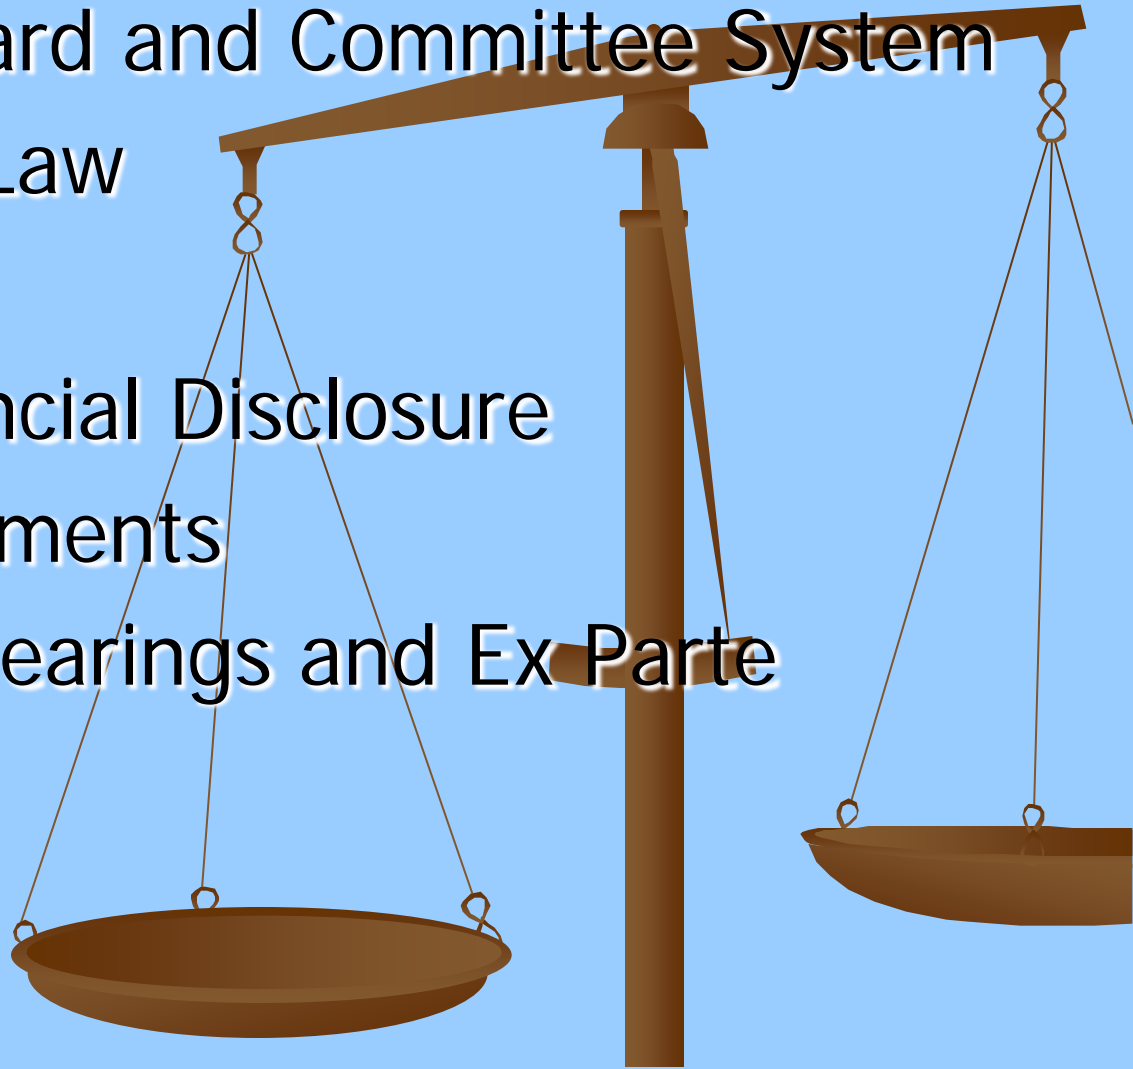 ard and Committee System
Law
ncial Disclosure
ments
earings and Ex Parte